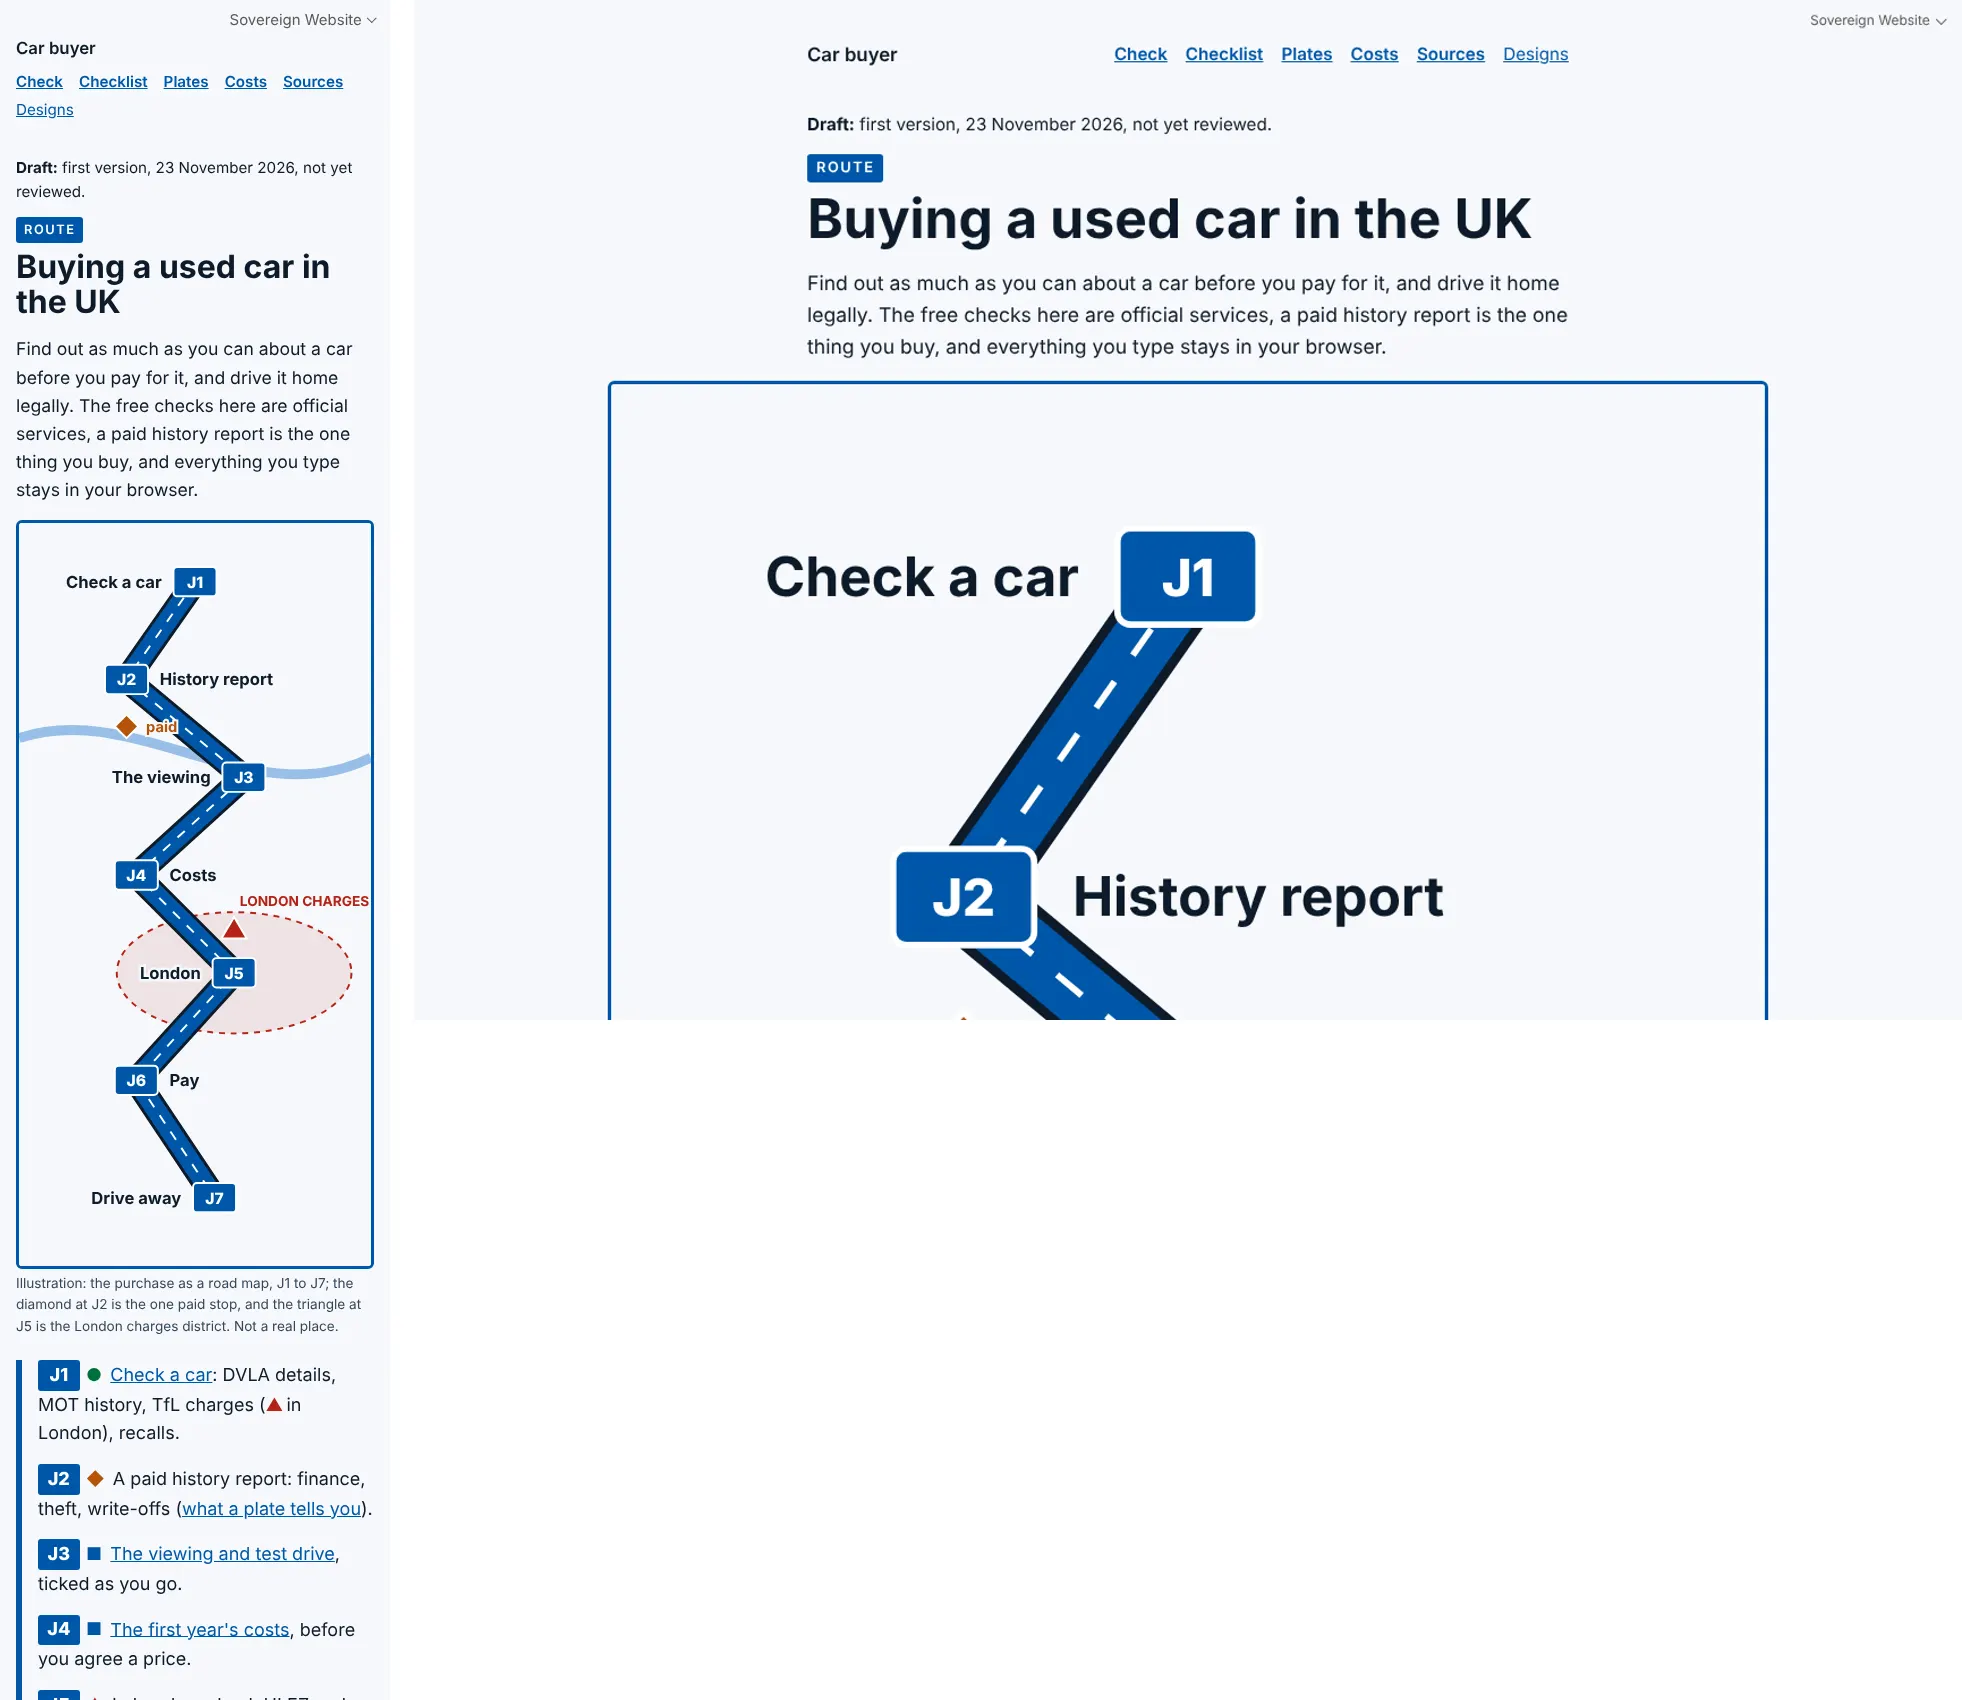 Sovereign Website
Car buyer
Check Checklist Plates Costs Sources
Designs
Draft: first version, 23 November 2026, not yet
reviewed.
ROUTE
Buying a used car in
the UK
Find out as much as you can about a car
before you pay for it, and drive it home
legally. The free checks here are official
services, a paid history report is the one
thing you buy, and everything you type
stays in your browser.
Check a car J1
J2 History report
paid
The viewing J3
J4 Costs
LONDON CHARGES
London J5
J6 Pay
Drive away J7
Illustration: the purchase as a road map, J1 to J7; the
diamond at J2 is the one paid stop, and the triangle at
J5 is the London charges district. Not a real place.
J1 Check a car: DVLA details,
MOT history, TfL charges (▲ in
London), recalls.
J2 A paid history report: finance,
theft, write-offs (what a plate tells you).
J3 The viewing and test drive,
ticked as you go.
J4 The first year's costs, before
you agree a price.
Sovereign Website
Car buyer Check Checklist Plates Costs Sources Designs
Draft: first version, 23 November 2026, not yet reviewed.
ROUTE
Buying a used car in the UK
Find out as much as you can about a car before you pay for it, and drive it home
legally. The free checks here are official services, a paid history report is the one
thing you buy, and everything you type stays in your browser.
Check a car J1
J2 History report